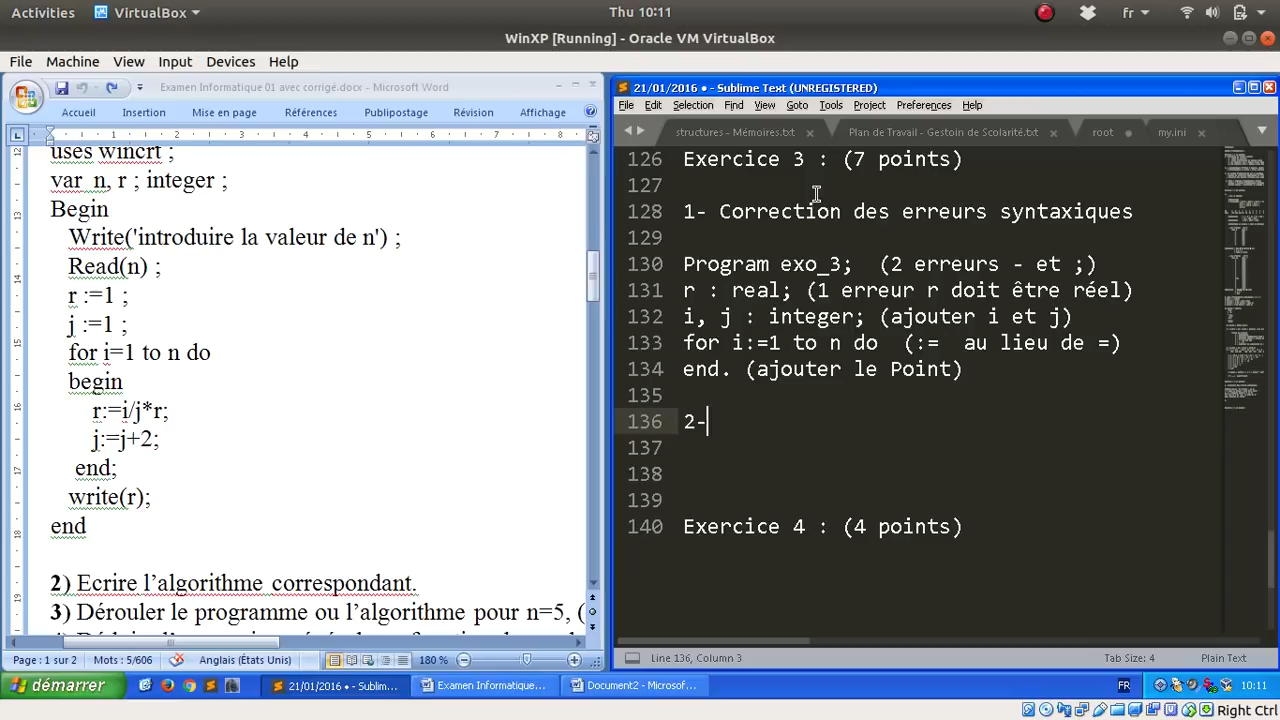 Activities VirtualBox Thu 10:11 fr
WinXP [Running] - Oracle VM VirtualBox
File Machine View Input Devices Help
Examen Informatique 01 avec corrigé.docx - Microsoft Word
Accueil Insertion Mise en page Références Publipostage Révision Affichage
1 2 3 4 5 6 7 8
uses wincrt ;
var n, r ; integer ;
Begin
Write('introduire la valeur de n') ;
Read(n) ;
r :=1 ;
j :=1 ;
for i=1 to n do
begin
r:=i/j*r;
j:=j+2;
end;
write(r);
end
2) Ecrire l’algorithme correspondant.
3) Dérouler le programme ou l’algorithme pour n=5, (
Page : 1 sur 2 Mots : 5/606 Anglais (États Unis) 180 %
21/01/2016 • - Sublime Text (UNREGISTERED)
File Edit Selection Find View Goto Tools Project Preferences Help
structures - Mémoires.txt Plan de Travail - Gestoin de Scolarité.txt root my.ini
126 Exercice 3 : (7 points)
127
128 1- Correction des erreurs syntaxiques
129
130 Program exo_3; (2 erreurs - et ;)
131 r : real; (1 erreur r doit être réel)
132 i, j : integer; (ajouter i et j)
133 for i:=1 to n do (:= au lieu de =)
134 end. (ajouter le Point)
135
136 2-
137
138
139
140 Exercice 4 : (4 points)
Line 136, Column 3 Tab Size: 4 Plain Text
démarrer 21/01/2016 • - Sublim... Examen Informatique... Document2 - Microsof... FR 10:11
Right Ctrl